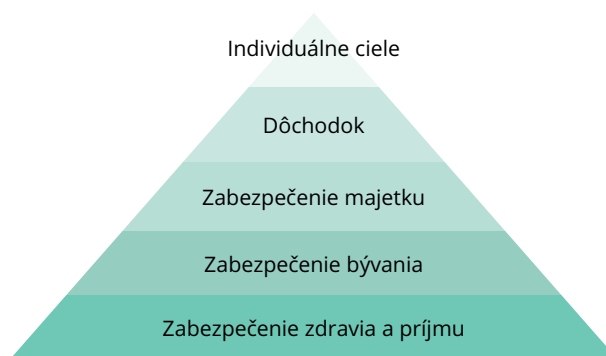 Individuálne ciele
Dôchodok
Zabezpečenie majetku
Zabezpečenie bývania
Zabezpečenie zdravia a príjmu